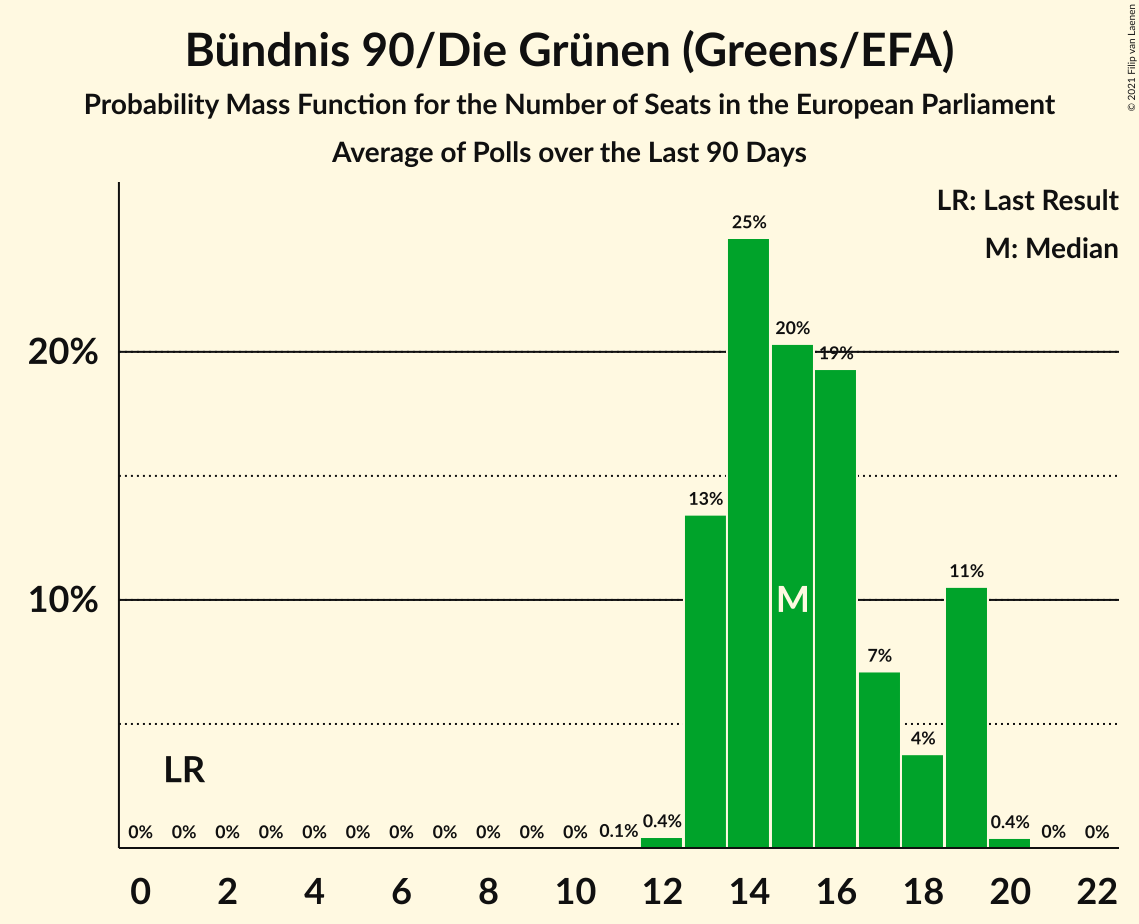 Bündnis 90/Die Grünen (Greens/EFA)
Probability Mass Function for the Number of Seats in the European Parliament
Average of Polls over the Last 90 Days
© 2021 Filip van Laenen
LR: Last Result
M: Median
25%
20%
20%
19%
13%
11%
10%
M
7%
4%
LR
0% 0% 0% 0% 0% 0% 0% 0% 0% 0% 0% 0.1% 0.4% 0.4% 0% 0%
0 2 4 6 8 10 12 14 16 18 20 22